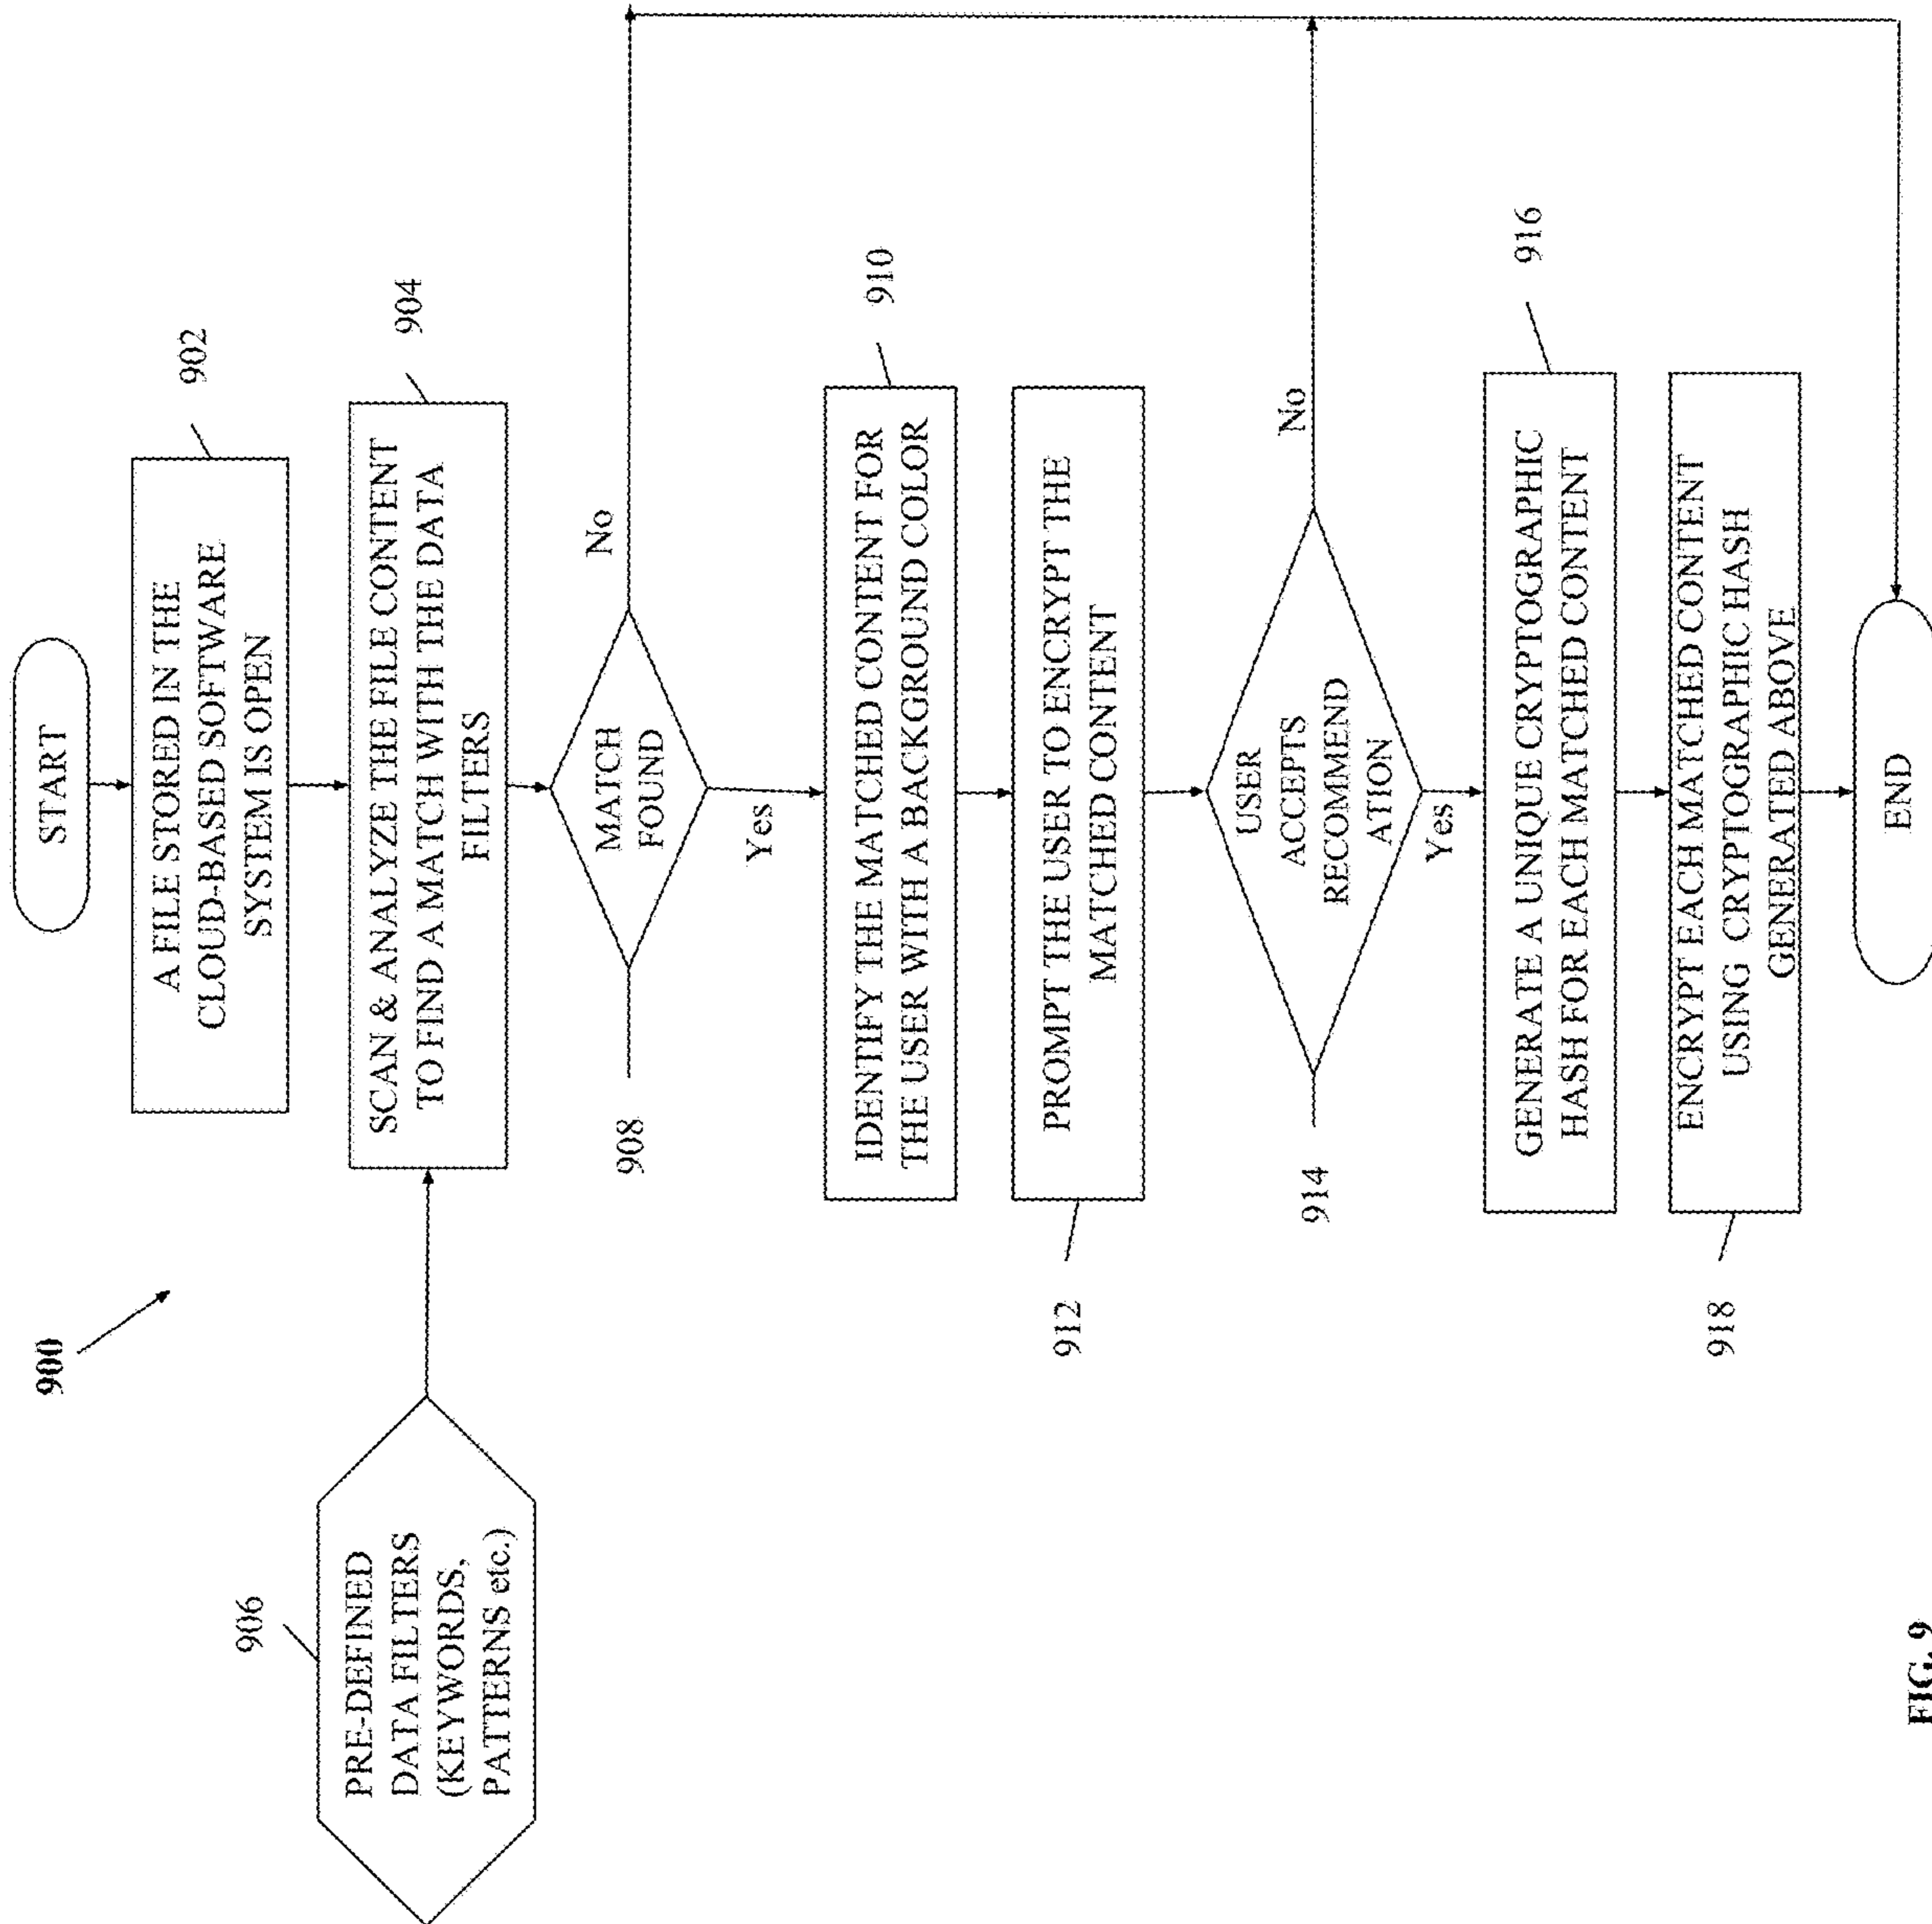 900
START
A FILE STORED IN THE
CLOUD-BASED SOFTWARE
SYSTEM IS OPEN
902
906
PRE-DEFINED
DATA FILTERS
(KEYWORDS,
PATTERNS etc.)
SCAN & ANALYZE THE FILE CONTENT
TO FIND A MATCH WITH THE DATA
FILTERS
904
908
MATCH
FOUND
No
Yes
IDENTIFY THE MATCHED CONTENT FOR
THE USER WITH A BACKGROUND COLOR
910
912
PROMPT THE USER TO ENCRYPT THE
MATCHED CONTENT
914
USER
ACCEPTS
RECOMMEND
ATION
No
Yes
GENERATE A UNIQUE CRYPTOGRAPHIC
HASH FOR EACH MATCHED CONTENT
916
918
ENCRYPT EACH MATCHED CONTENT
USING CRYPTOGRAPHIC HASH
GENERATED ABOVE
END
FIG. 9